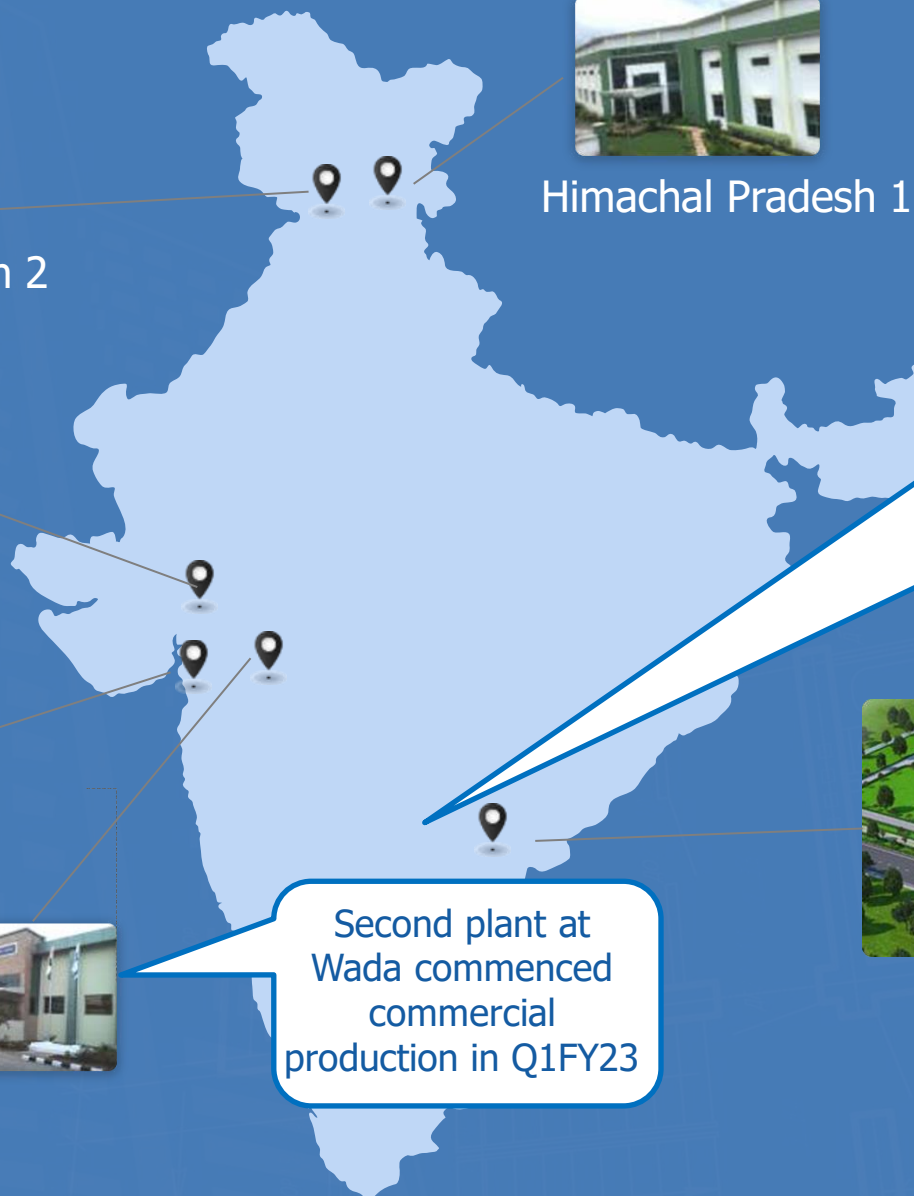 Himachal Pradesh 1
n 2
Second plant at
Wada commenced
commercial
production in Q1FY23